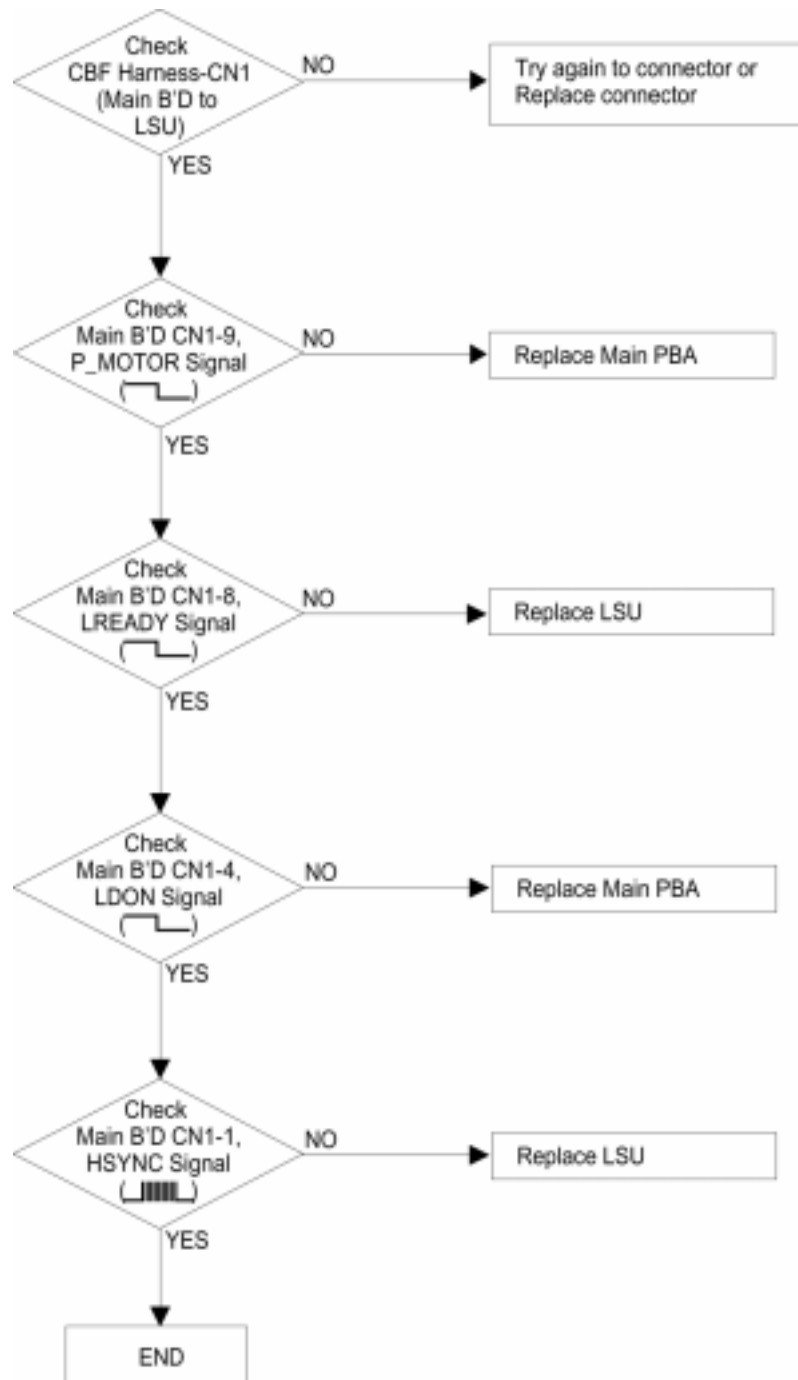 Check
CBF Harness-CN1
(Main B'D to
LSU)
NO
Try again to connector or
Replace connector
YES
Check
Main B'D CN1-9,
P_MOTOR Signal
( )
NO
Replace Main PBA
YES
Check
Main B'D CN1-8,
LREADY Signal
( )
NO
Replace LSU
YES
Check
Main B'D CN1-4,
LDON Signal
( )
NO
Replace Main PBA
YES
Check
Main B'D CN1-1,
HSYNC Signal
( )
NO
Replace LSU
YES
END